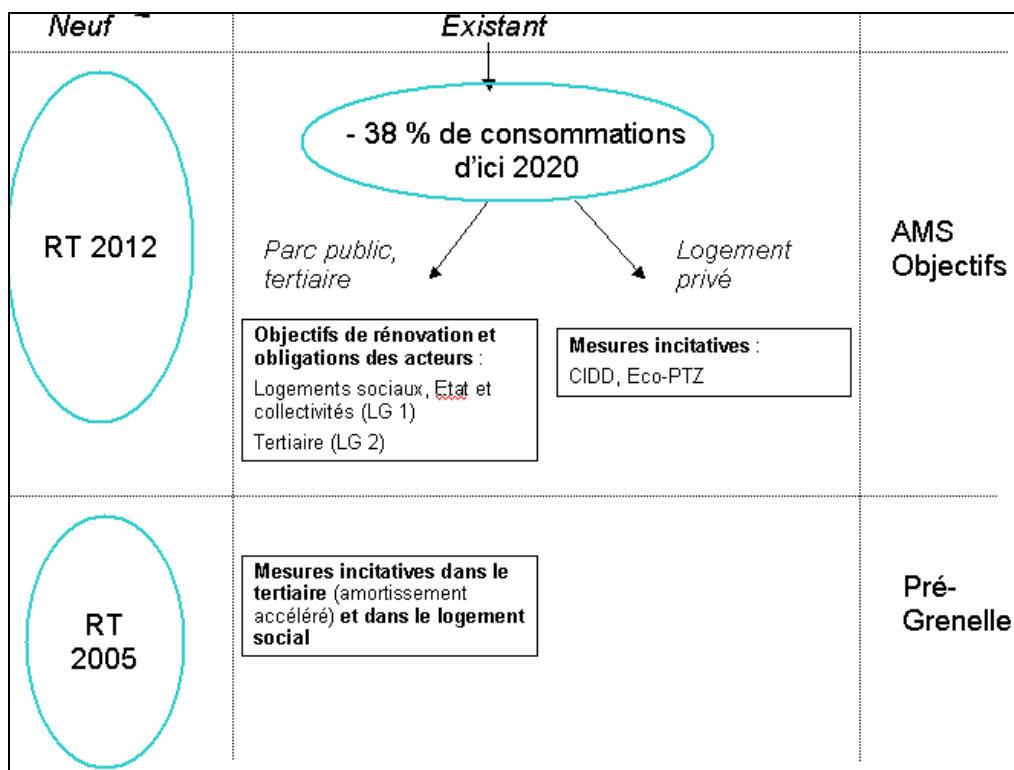 Neuf
Existant
- 38 % de consommations
d'ici 2020
RT 2012
Parc public,
tertiaire
Logement
privé
AMS
Objectifs
Objectifs de rénovation et
obligations des acteurs :
Logements sociaux, Etat et
collectivités (LG 1)
Tertiaire (LG 2)
Mesures incitatives :
CIDD, Eco-PTZ
RT
2005
Mesures incitatives dans le
tertiaire (amortissement
accéléré) et dans le logement
social
Pré-
Grenelle